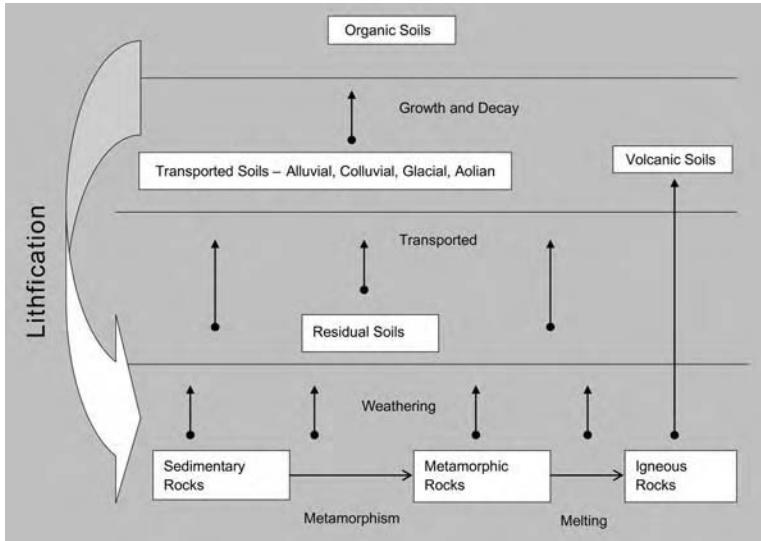 Organic Soils
Growth and Decay
Transported Soils – Alluvial, Colluvial, Glacial, Aolian
Volcanic Soils
Transported
Lithfication
Residual Soils
Weathering
Sedimentary
Rocks
Metamorphic
Rocks
Igneous
Rocks
Metamorphism
Melting